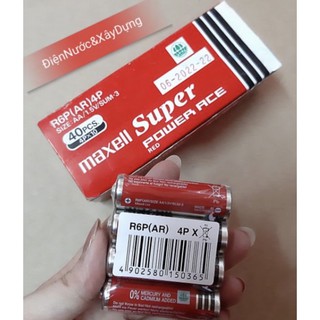 ĐiệnNước&XâyDựng
06-2022-22
R6P(AR)4P
SIZE AA/1.5V/SUM-3
40PCS.
4P×10
maxell Super
POWER ACE
RED
R6P(AR) 4P X
4 902580 150365
0% MERCURY AND
CADMIUM ADDED